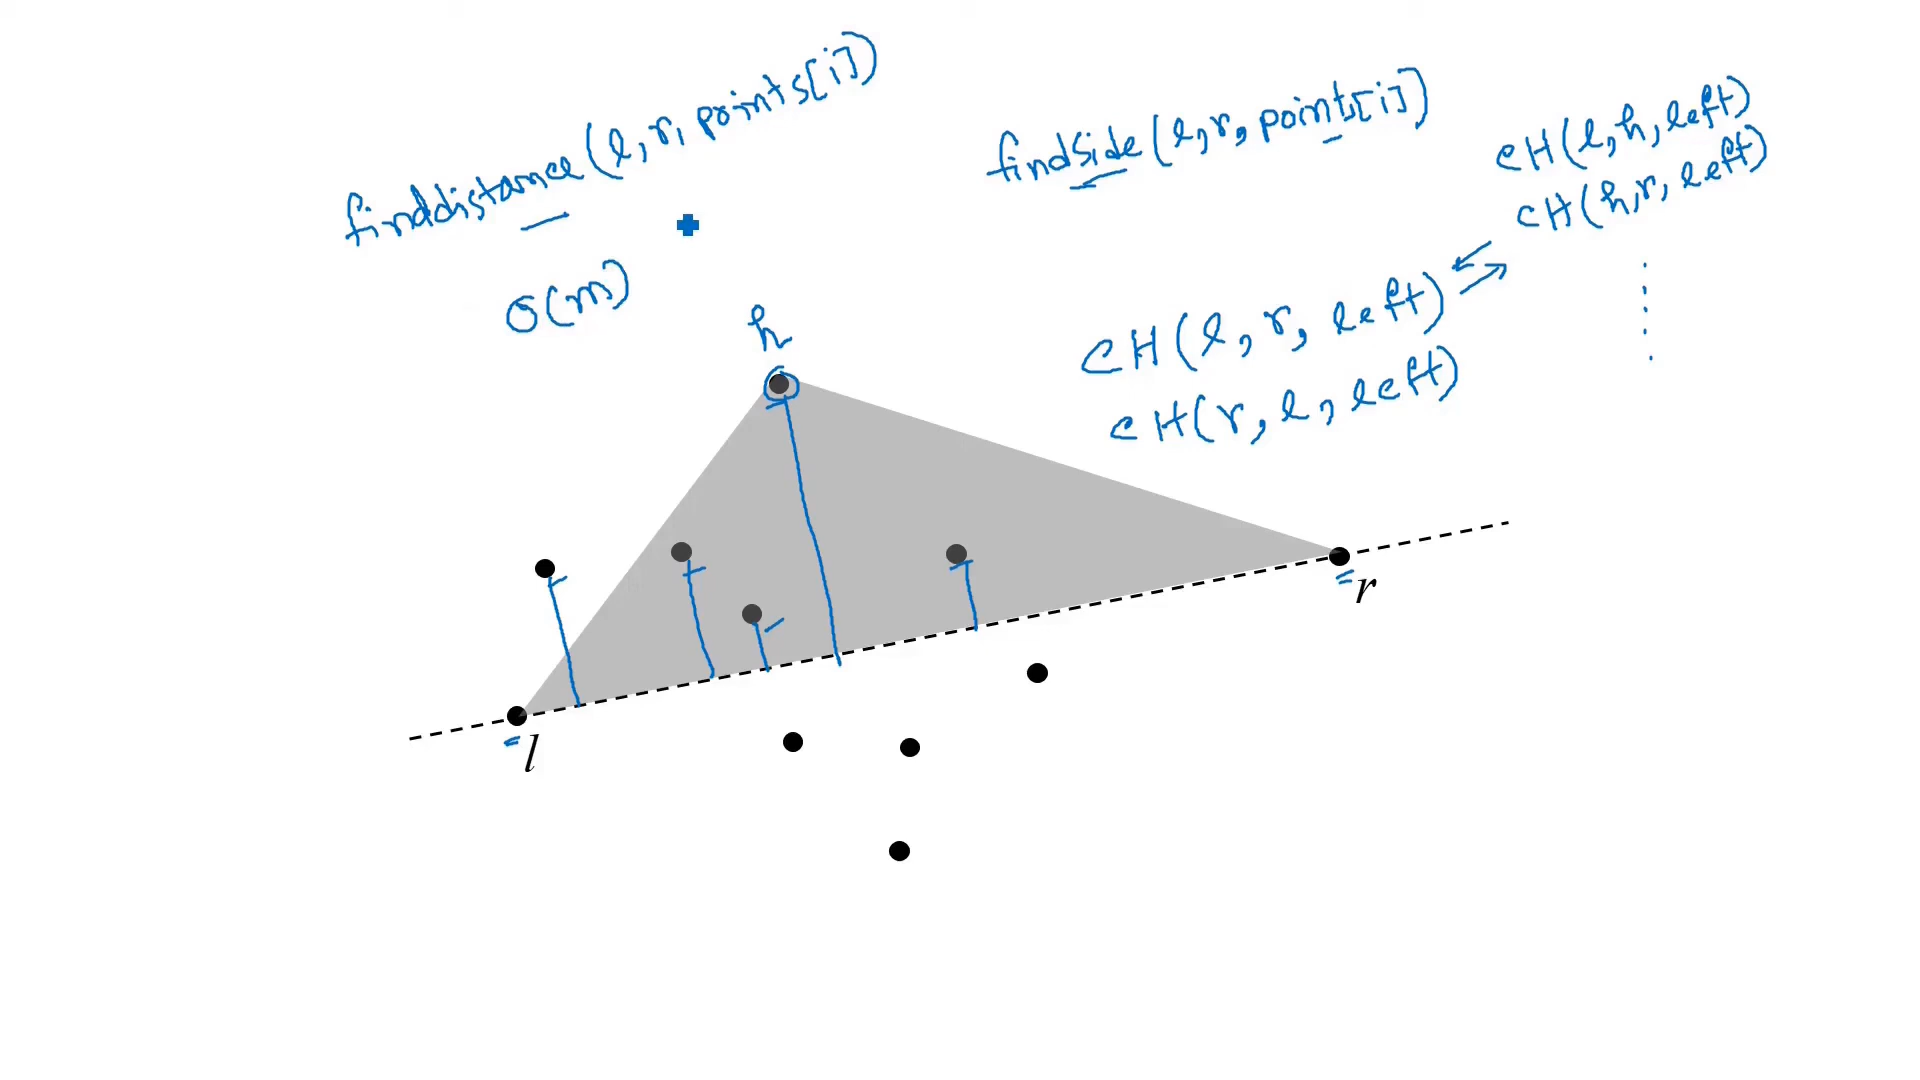 finddistance(l, r, points[i])
findSide(l, r, points[i])
CH(l, h, left)
CH(h, r, left)
O(m)
h
CH(l, r, left)
CH(r, l, left)
r
l